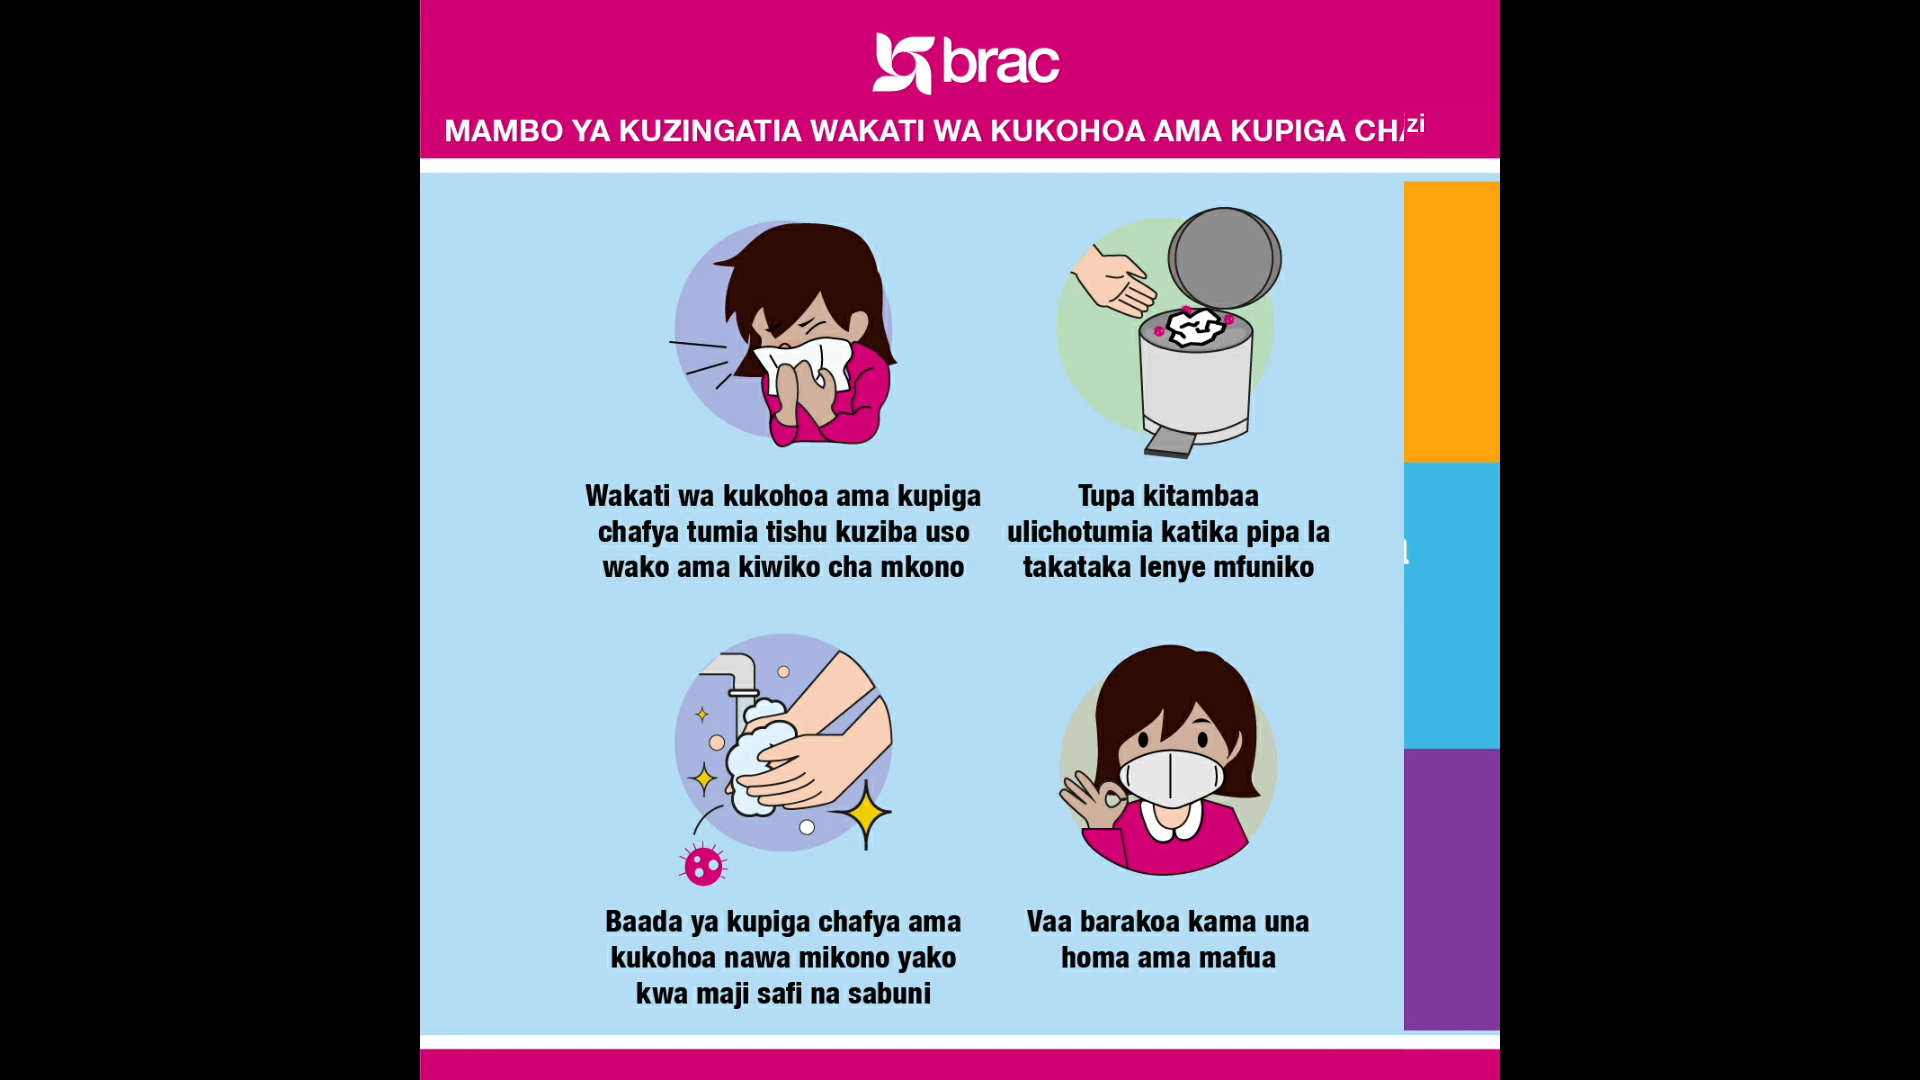 brac
MAMBO YA KUZINGATIA WAKATI WA KUKOHOA AMA KUPIGA
zi
Wakati wa kukohoa ama kupiga
chafya tumia tishu kuziba uso
wako ama kiwiko cha mkono
Tupa kitambaa
ulichotumia katika pipa la
takataka lenye mfuniko
Baada ya kupiga chafya ama
kukohoa nawa mikono yako
kwa maji safi na sabuni
Vaa barakoa kama una
homa ama mafua